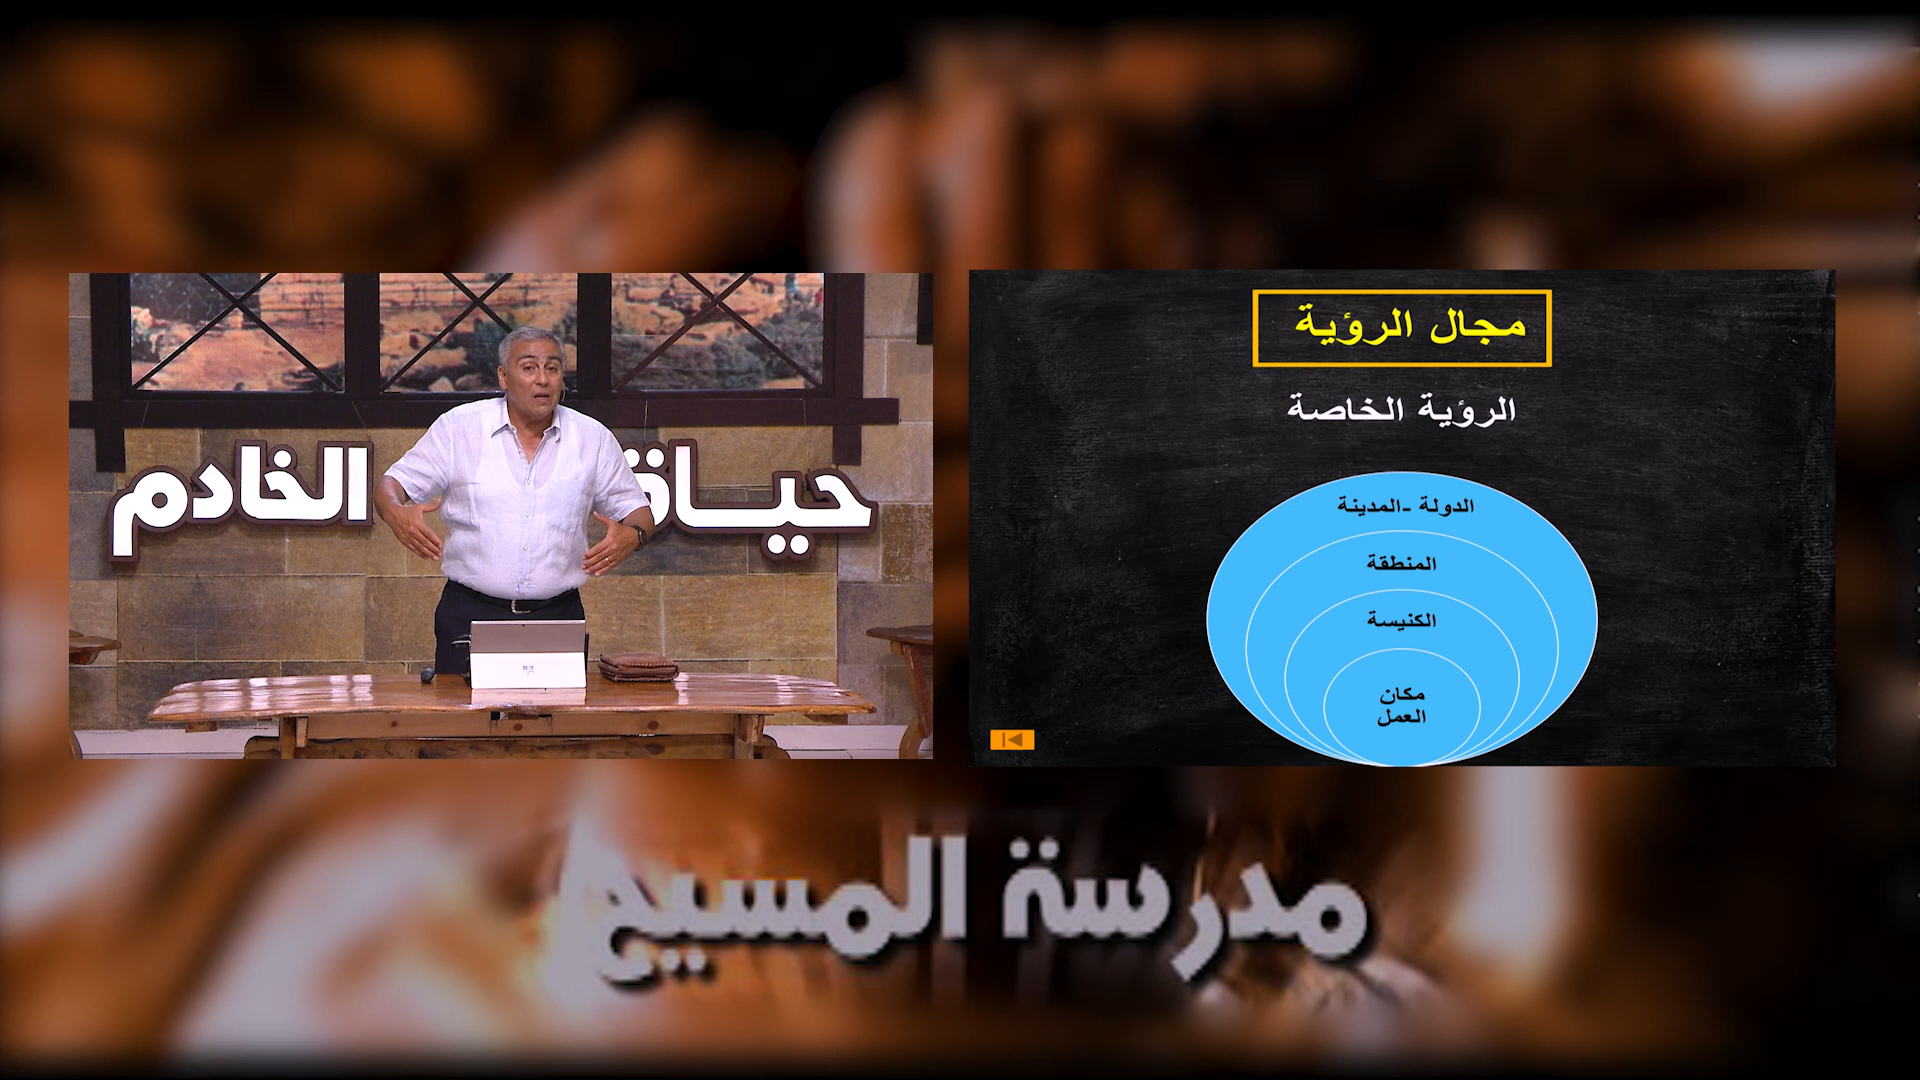 حياة الخادم
مجال الرؤية
الرؤية الخاصة
الدولة -المدينة
المنطقة
الكنيسة
مكان
العمل
مدرسة المسيح